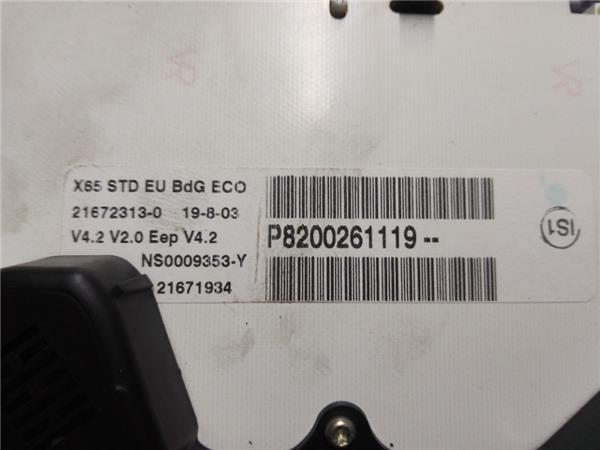 X65 STD EU BdG ECO
21672313-0 19-8-03
V4.2 V2.0 Eep V4.2
NS0009353-Y
21671934
P8200261119--
IS1